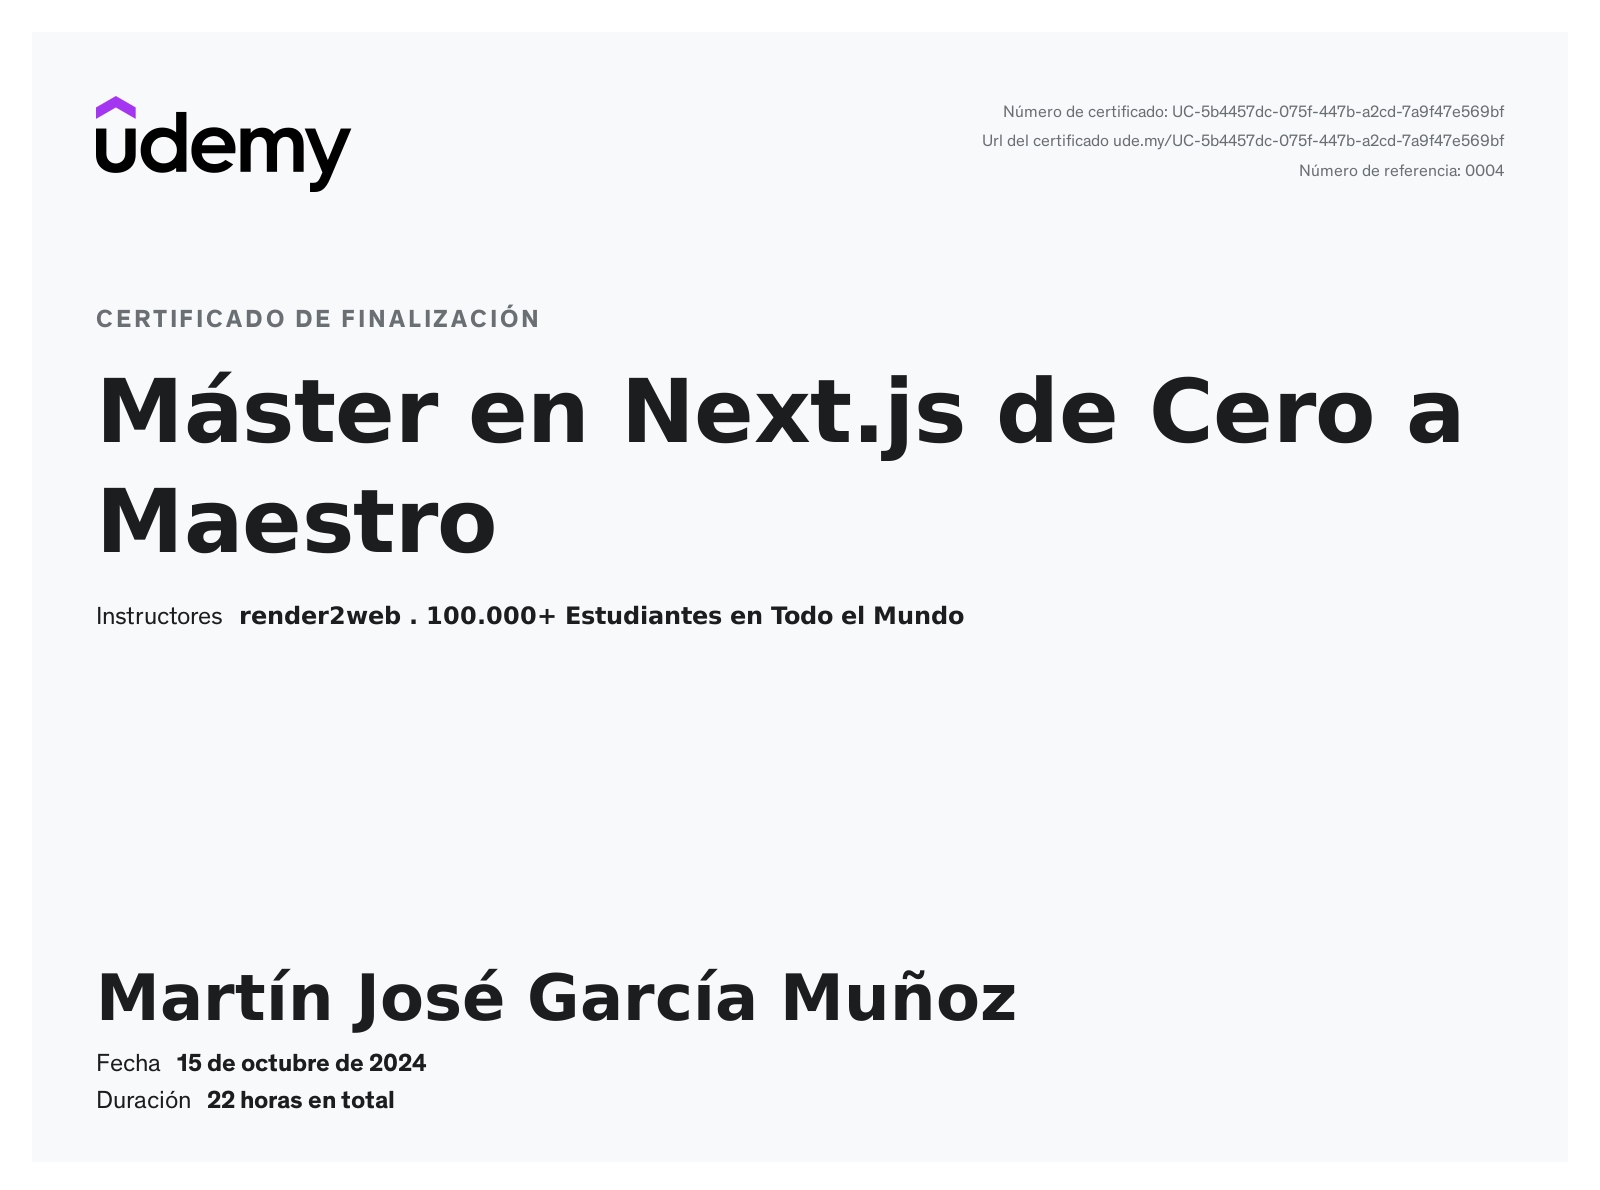 udemy
Número de certificado: UC-5b4457dc-075f-447b-a2cd-7a9f47e569bf
Url del certificado ude.my/UC-5b4457dc-075f-447b-a2cd-7a9f47e569bf
Número de referencia: 0004
CERTIFICADO DE FINALIZACIÓN
Máster en Next.js de Cero a
Maestro
Instructores render2web . 100.000+ Estudiantes en Todo el Mundo
Martín José García Muñoz
Fecha 15 de octubre de 2024
Duración 22 horas en total